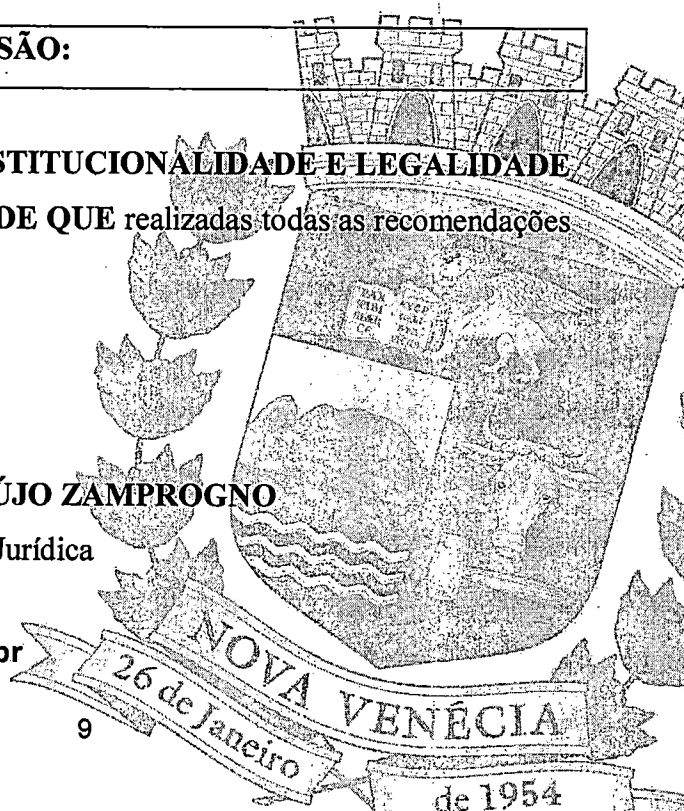 SÃO:
STITUCIONALIDADE E LEGALIDADE
DE QUE realizadas todas as recomendações
ÚJO ZAMPROGNO
Jurídica
br
9
NOVA VENÉCIA
26 de Janeiro
de 1954